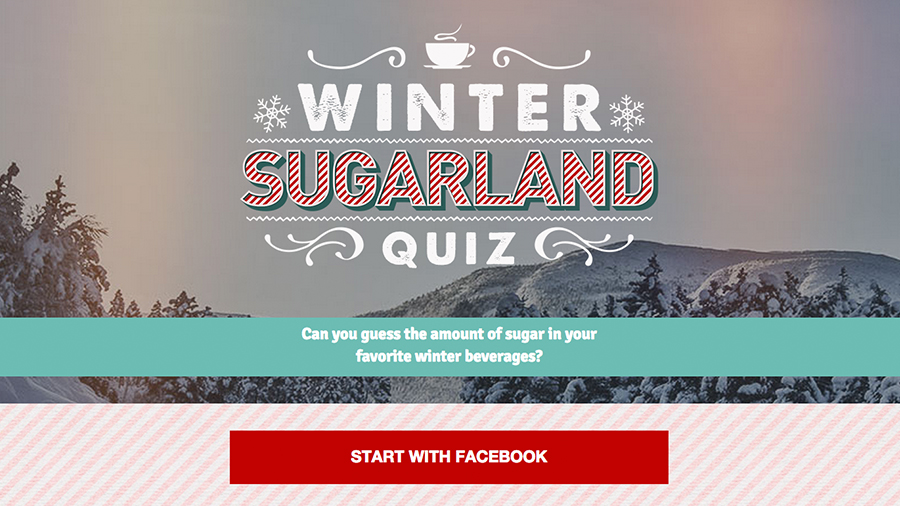 WINTER
SUGARLAND
QUIZ
Can you guess the amount of sugar in your
favorite winter beverages?
START WITH FACEBOOK